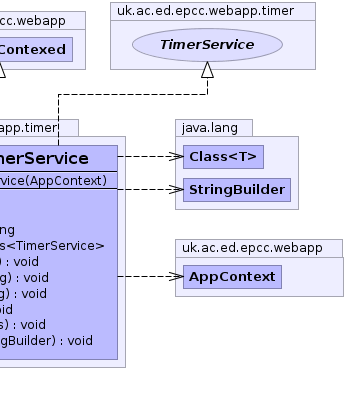 cc.webapp
Contexed
uk.ac.ed.epcc.webapp.timer
TimerService
app.timer
merService
rvice(AppContext)
ng
s<TimerService>
) : void
g) : void
g) : void
oid
s) : void
gBuilder) : void
java.lang
Class<T>
StringBuilder
uk.ac.ed.epcc.webapp
AppContext